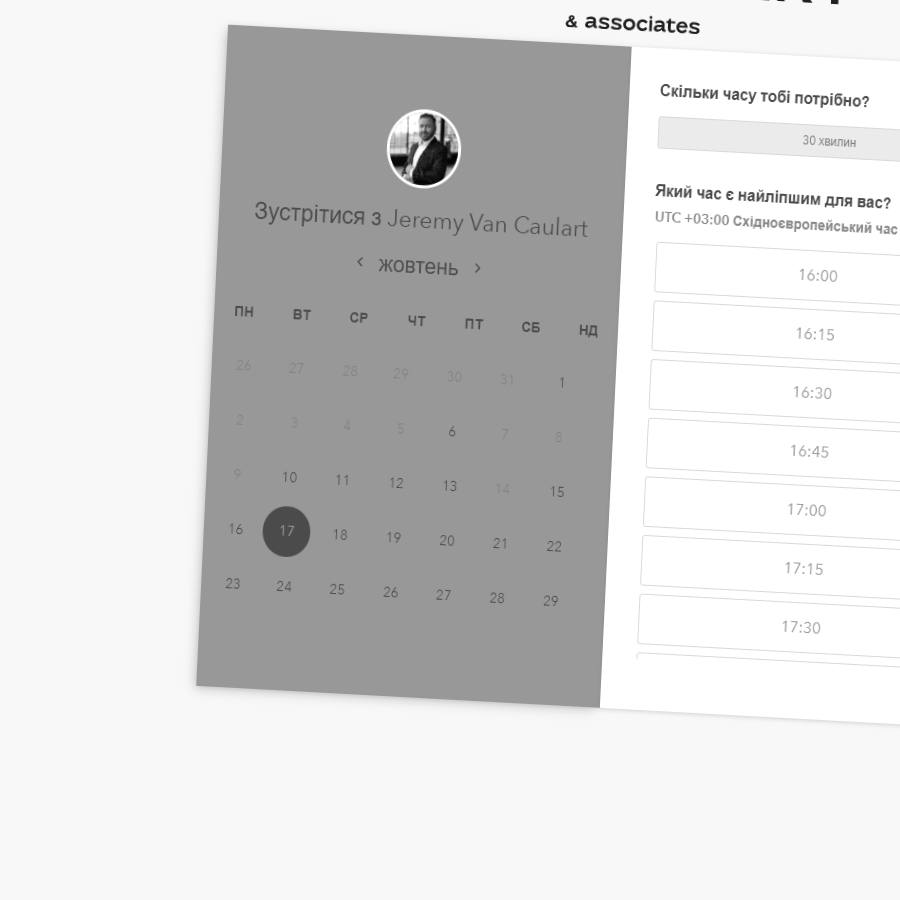 & associates
Зустрітися з Jeremy Van Caulart
жовтень
ПН ВТ СР ЧТ ПТ СБ НД
26 27 28 29 30 31 1
2 3 4 5 6 7 8
9 10 11 12 13 14 15
16 17 18 19 20 21 22
23 24 25 26 27 28 29
Скільки часу тобі потрібно?
30 хвилин
Який час є найліпшим для вас?
UTC +03:00 Східноєвропейський час
16:00
16:15
16:30
16:45
17:00
17:15
17:30